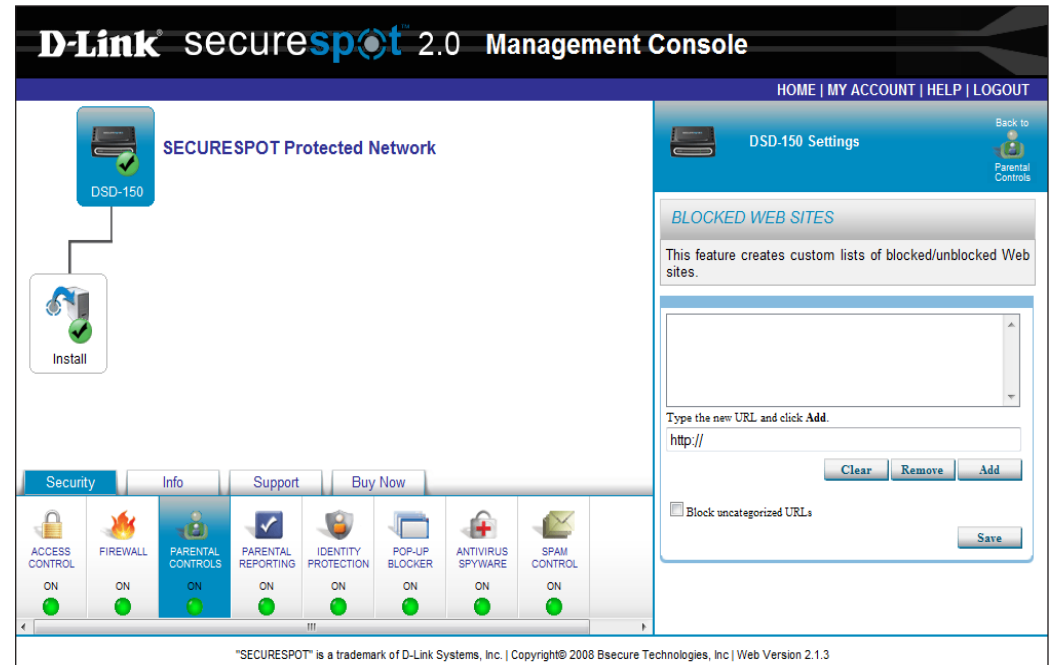 D-Link® securespot™ 2.0 Management Console
HOME | MY ACCOUNT | HELP | LOGOUT
DSD-150
SECURESPOT Protected Network
Install
DSD-150 Settings
Back to
Parental
Controls
BLOCKED WEB SITES
This feature creates custom lists of blocked/unblocked Web
sites.
Type the new URL and click Add.
http://
Clear Remove Add
Block uncategorized URLs
Save
Security Info Support Buy Now
ACCESS
CONTROL
ON
FIREWALL
ON
PARENTAL
CONTROLS
ON
PARENTAL
REPORTING
ON
IDENTITY
PROTECTION
ON
POP-UP
BLOCKER
ON
ANTIVIRUS
SPYWARE
ON
SPAM
CONTROL
ON
"SECURESPOT" is a trademark of D-Link Systems, Inc. | Copyright© 2008 Bsecure Technologies, Inc | Web Version 2.1.3